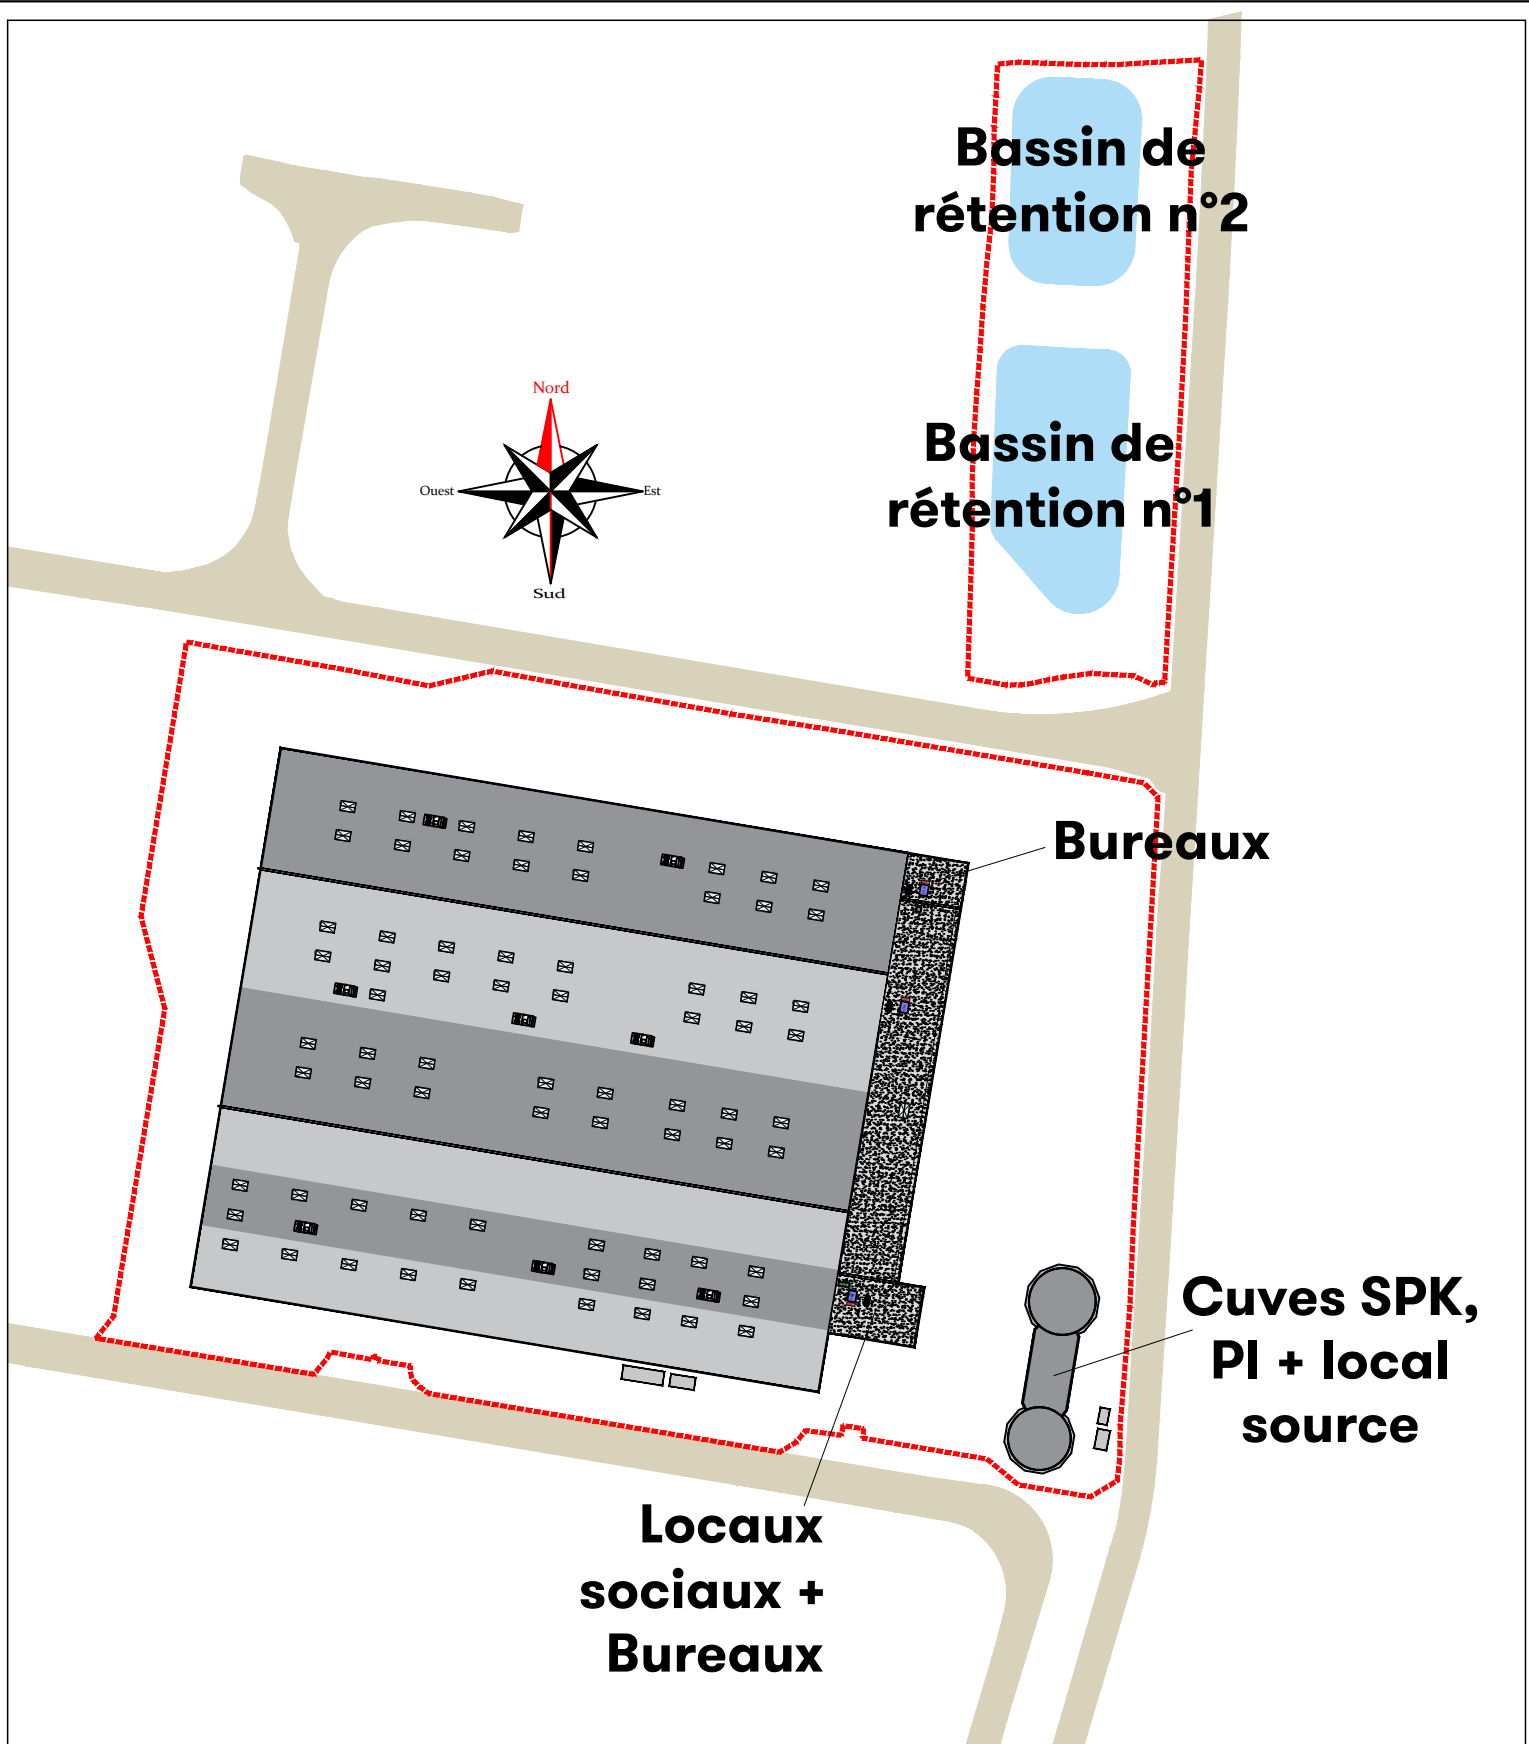 Bassin de
rétention n°2
Nord
Ouest
Est
Sud
Bassin de
rétention n°1
Bureaux
Cuves SPK,
PI + local
source
Locaux
sociaux +
Bureaux